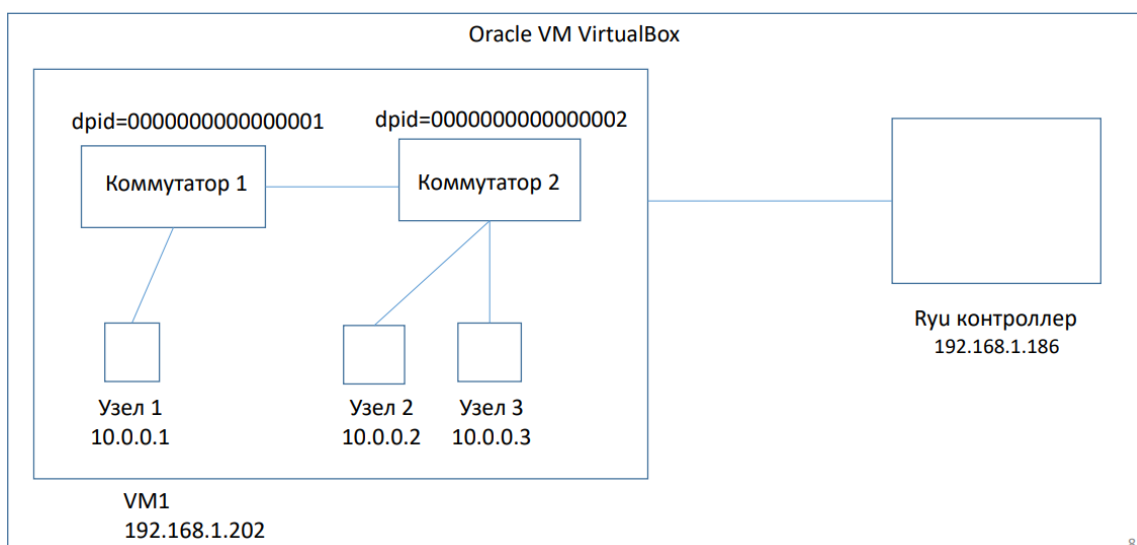 Oracle VM VirtualBox
dpid=0000000000000001
dpid=0000000000000002
Коммутатор 1
Коммутатор 2
Ryu контроллер
192.168.1.186
Узел 1
10.0.0.1
Узел 2
10.0.0.2
Узел 3
10.0.0.3
VM1
192.168.1.202
8